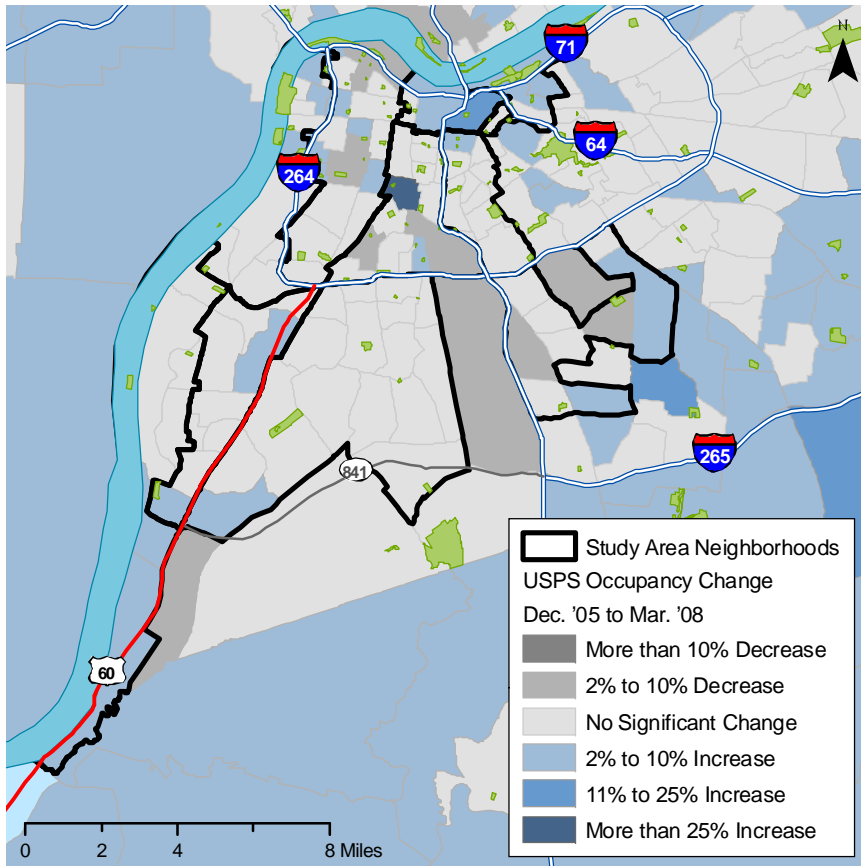 N
71
64
264
841
265
60
Study Area Neighborhoods
USPS Occupancy Change
Dec. '05 to Mar. '08
More than 10% Decrease
2% to 10% Decrease
No Significant Change
2% to 10% Increase
11% to 25% Increase
More than 25% Increase
0 2 4 8 Miles